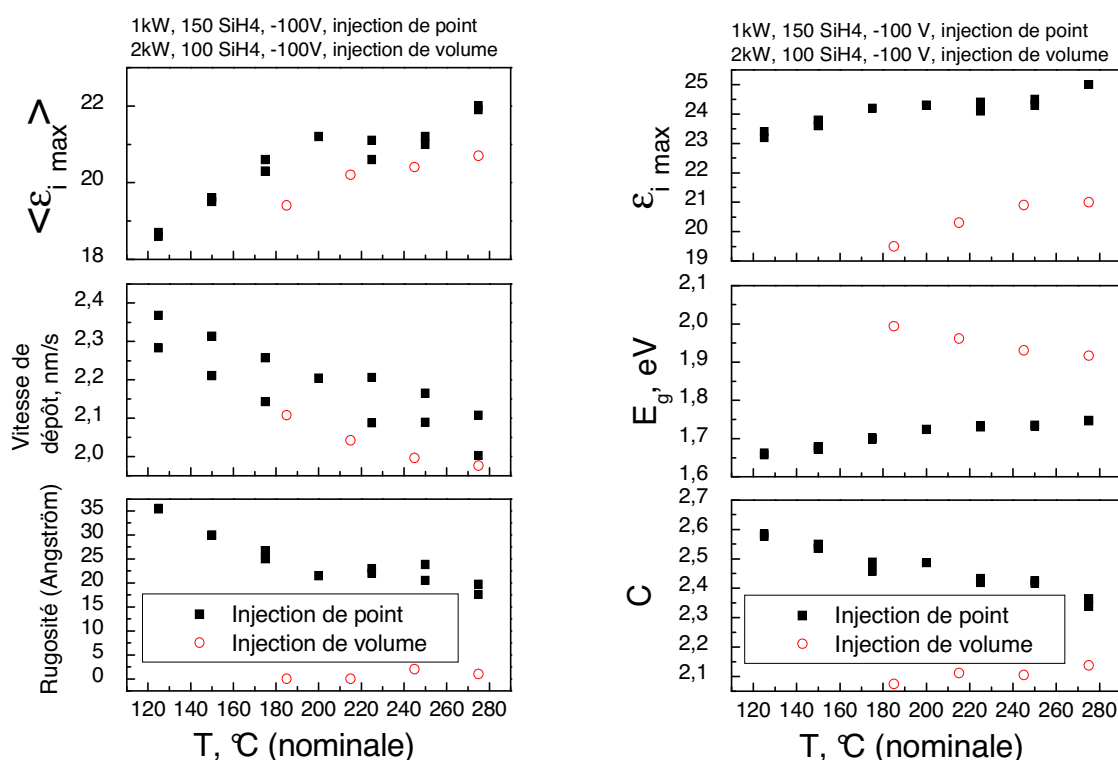 1kW, 150 SiH4, -100V, injection de point
2kW, 100 SiH4, -100V, injection de volume
<εi max>
22
20
18
Vitesse de
dépôt, nm/s
2,4
2,3
2,2
2,1
2,0
Rugosité (Angström)
35
30
25
20
15
10
5
0
Injection de point
Injection de volume
120 140 160 180 200 220 240 260 280
T, °C (nominale)
1kW, 150 SiH4, -100 V, injection de point
2kW, 100 SiH4, -100 V, injection de volume
εi max
25
24
23
22
21
20
19
Eg, eV
2,1
2,0
1,9
1,8
1,7
1,6
C
2,7
2,6
2,5
2,4
2,3
2,2
2,1
Injection de point
Injection de volume
120 140 160 180 200 220 240 260 280
T, °C (nominale)